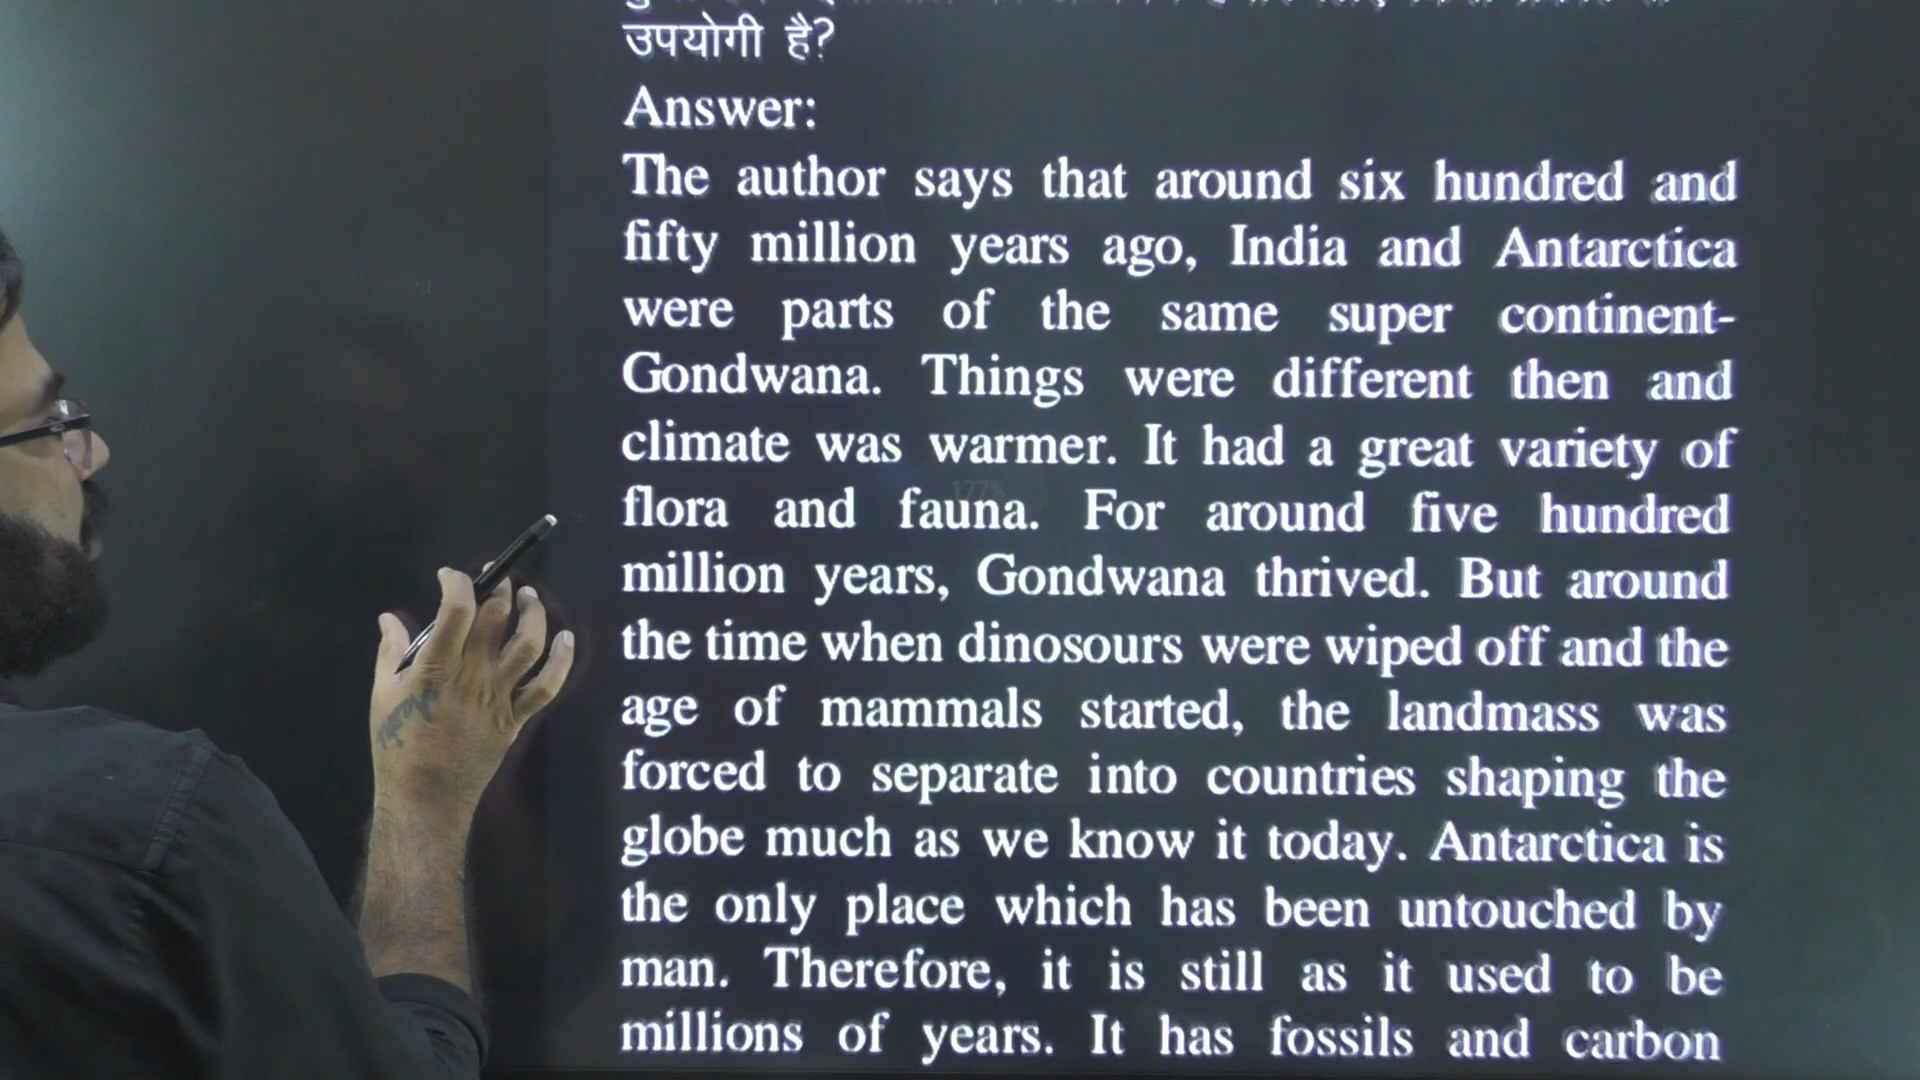 उपयोगी है?
Answer:
The author says that around six hundred and
fifty million years ago, India and Antarctica
were parts of the same super continent-
Gondwana. Things were different then and
climate was warmer. It had a great variety of
flora and fauna. For around five hundred
million years, Gondwana thrived. But around
the time when dinosours were wiped off and the
age of mammals started, the landmass was
forced to separate into countries shaping the
globe much as we know it today. Antarctica is
the only place which has been untouched by
man. Therefore, it is still as it used to be
millions of years. It has fossils and carbon